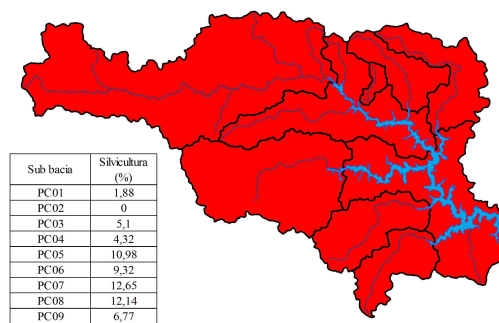 Sub bacia Silvicultura (%)
PC01 1,88
PC02 0
PC03 5,1
PC04 4,32
PC05 10,98
PC06 9,32
PC07 12,65
PC08 12,14
PC09 6,77